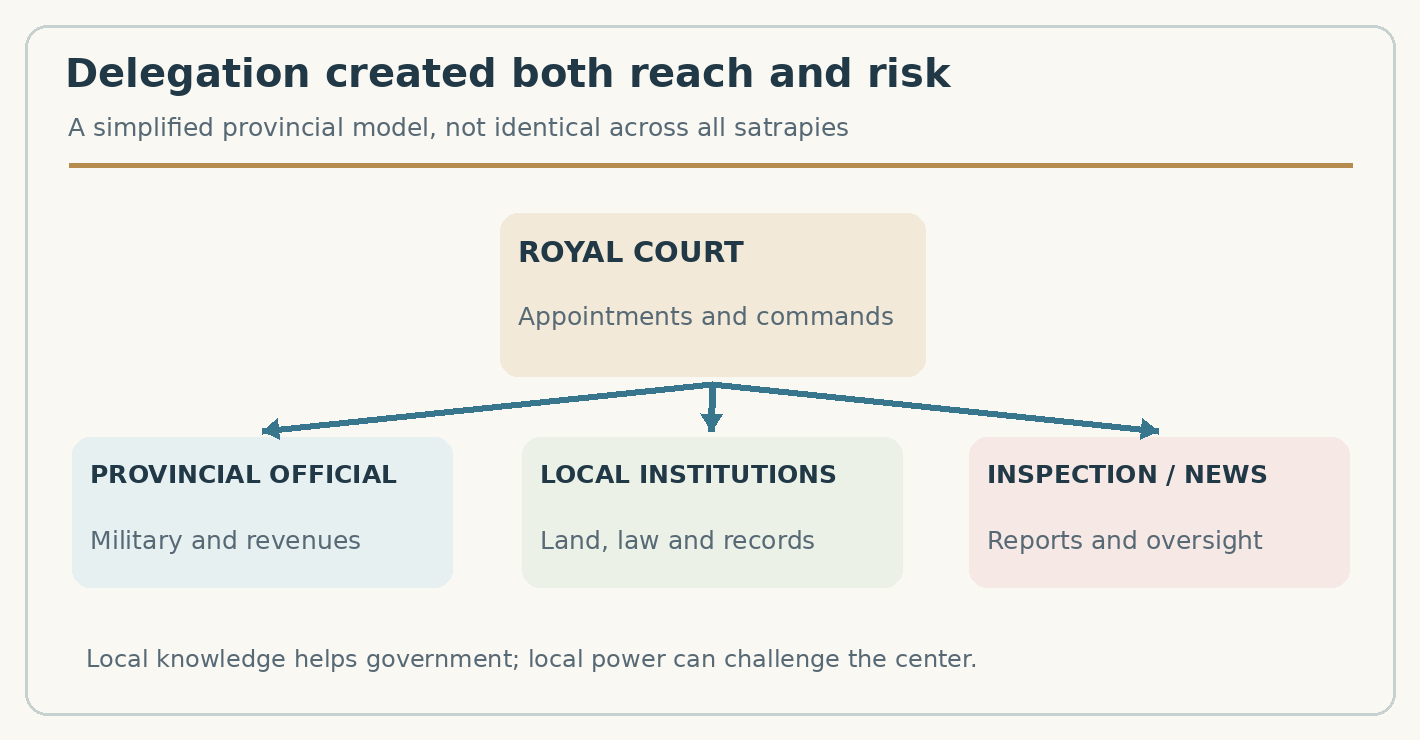 Delegation created both reach and risk
A simplified provincial model, not identical across all satrapies
ROYAL COURT
Appointments and commands
PROVINCIAL OFFICIAL
Military and revenues
LOCAL INSTITUTIONS
Land, law and records
INSPECTION / NEWS
Reports and oversight
Local knowledge helps government; local power can challenge the center.